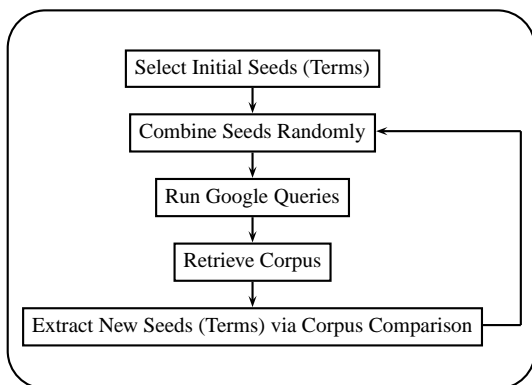 Select Initial Seeds (Terms)
Combine Seeds Randomly
Run Google Queries
Retrieve Corpus
Extract New Seeds (Terms) via Corpus Comparison